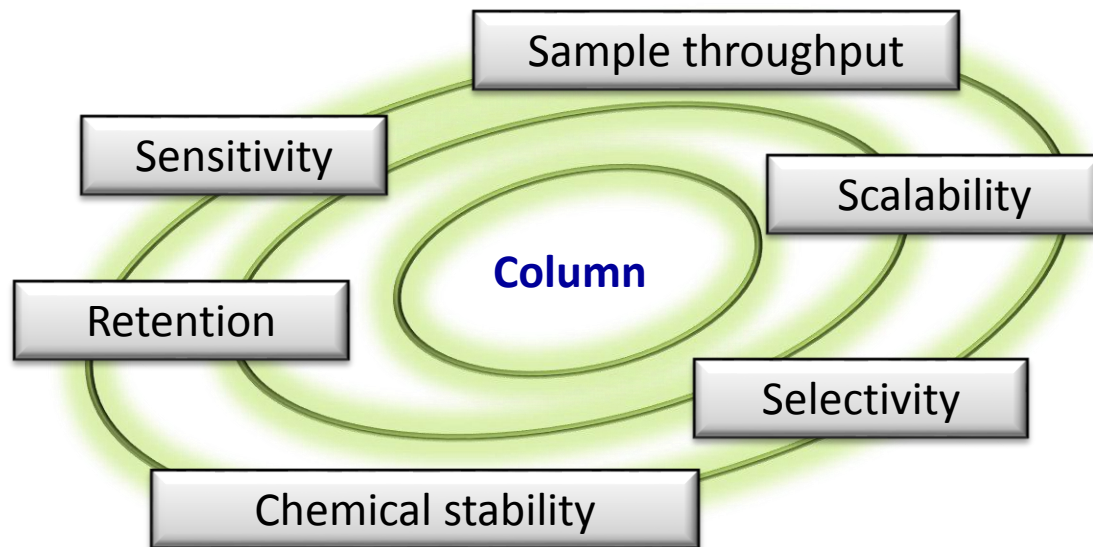 Sample throughput
Sensitivity
Scalability
Column
Retention
Selectivity
Chemical stability